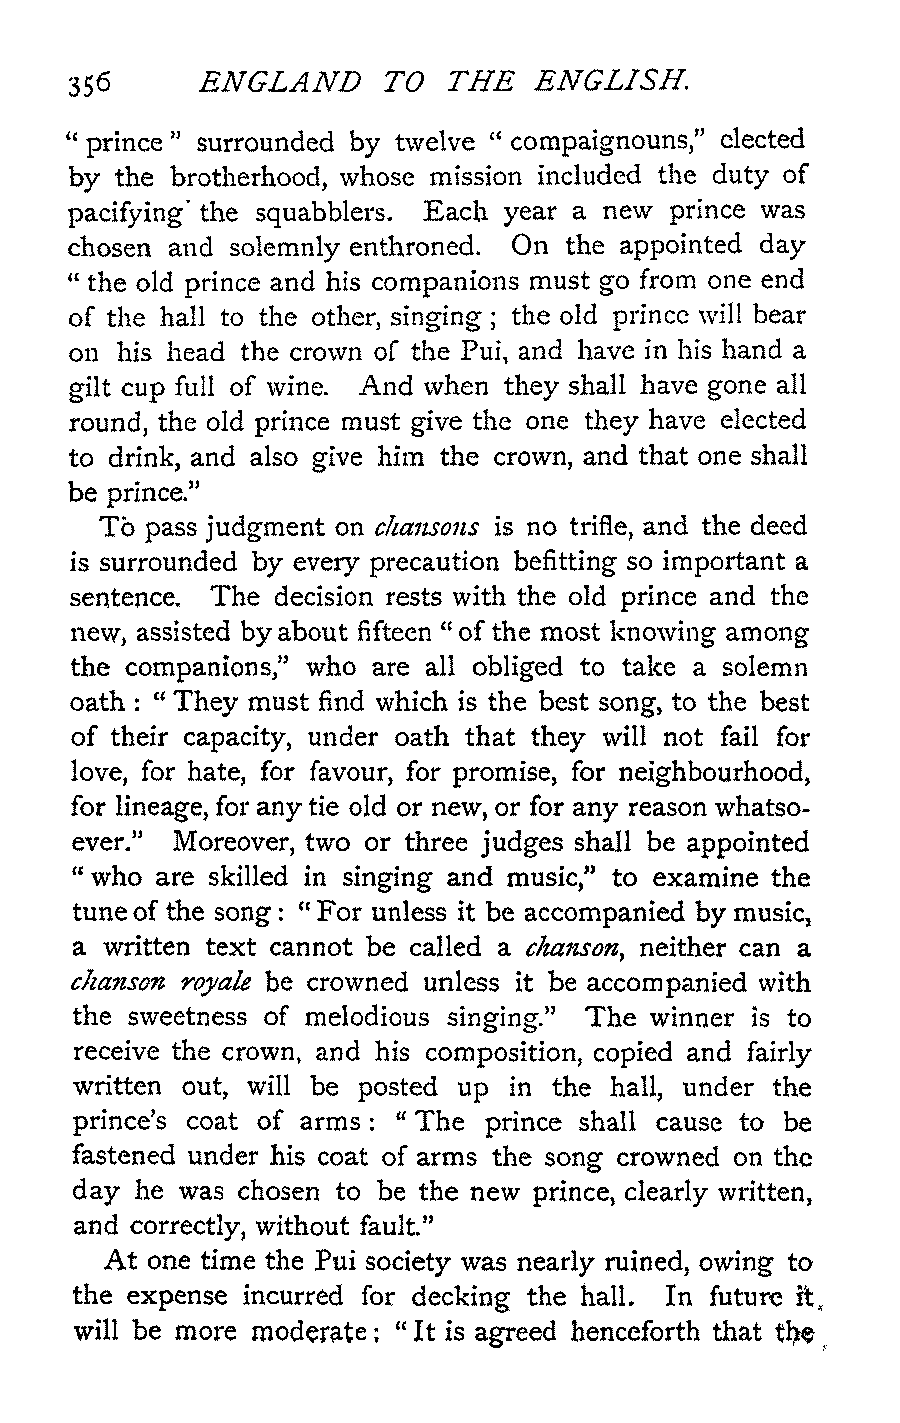 356 ENGLAND TO THE ENGLISH.
“ prince ” surrounded by twelve “ compaignouns,” elected
by the brotherhood, whose mission included the duty of
pacifying the squabblers. Each year a new prince was
chosen and solemnly enthroned. On the appointed day
“ the old prince and his companions must go from one end
of the hall to the other, singing ; the old prince will bear
on his head the crown of the Pui, and have in his hand a
gilt cup full of wine. And when they shall have gone all
round, the old prince must give the one they have elected
to drink, and also give him the crown, and that one shall
be prince.”
To pass judgment on chansons is no trifle, and the deed
is surrounded by every precaution befitting so important a
sentence. The decision rests with the old prince and the
new, assisted by about fifteen “ of the most knowing among
the companions,” who are all obliged to take a solemn
oath : “ They must find which is the best song, to the best
of their capacity, under oath that they will not fail for
love, for hate, for favour, for promise, for neighbourhood,
for lineage, for any tie old or new, or for any reason whatso-
ever.” Moreover, two or three judges shall be appointed
“ who are skilled in singing and music,” to examine the
tune of the song : “ For unless it be accompanied by music,
a written text cannot be called a chanson, neither can a
chanson royale be crowned unless it be accompanied with
the sweetness of melodious singing.” The winner is to
receive the crown, and his composition, copied and fairly
written out, will be posted up in the hall, under the
prince’s coat of arms : “ The prince shall cause to be
fastened under his coat of arms the song crowned on the
day he was chosen to be the new prince, clearly written,
and correctly, without fault.”
At one time the Pui society was nearly ruined, owing to
the expense incurred for decking the hall. In future it
will be more moderate ; “ It is agreed henceforth that the